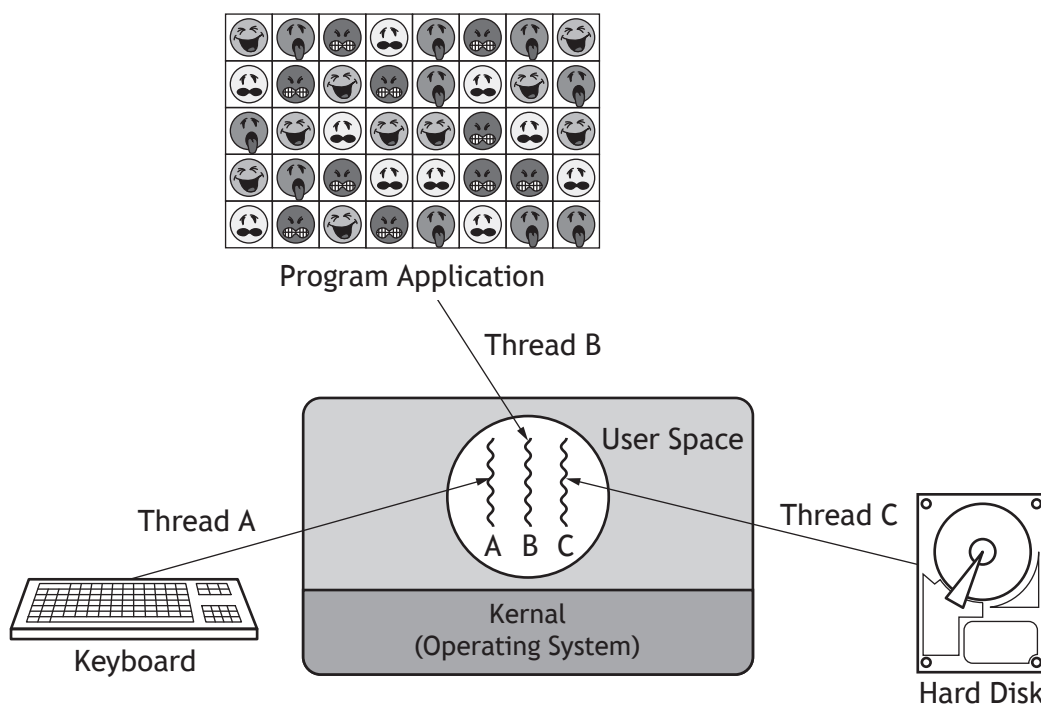 Program Application
Thread B
User Space
Thread A
Thread C
A B C
Kernal
(Operating System)
Keyboard
Hard Disk